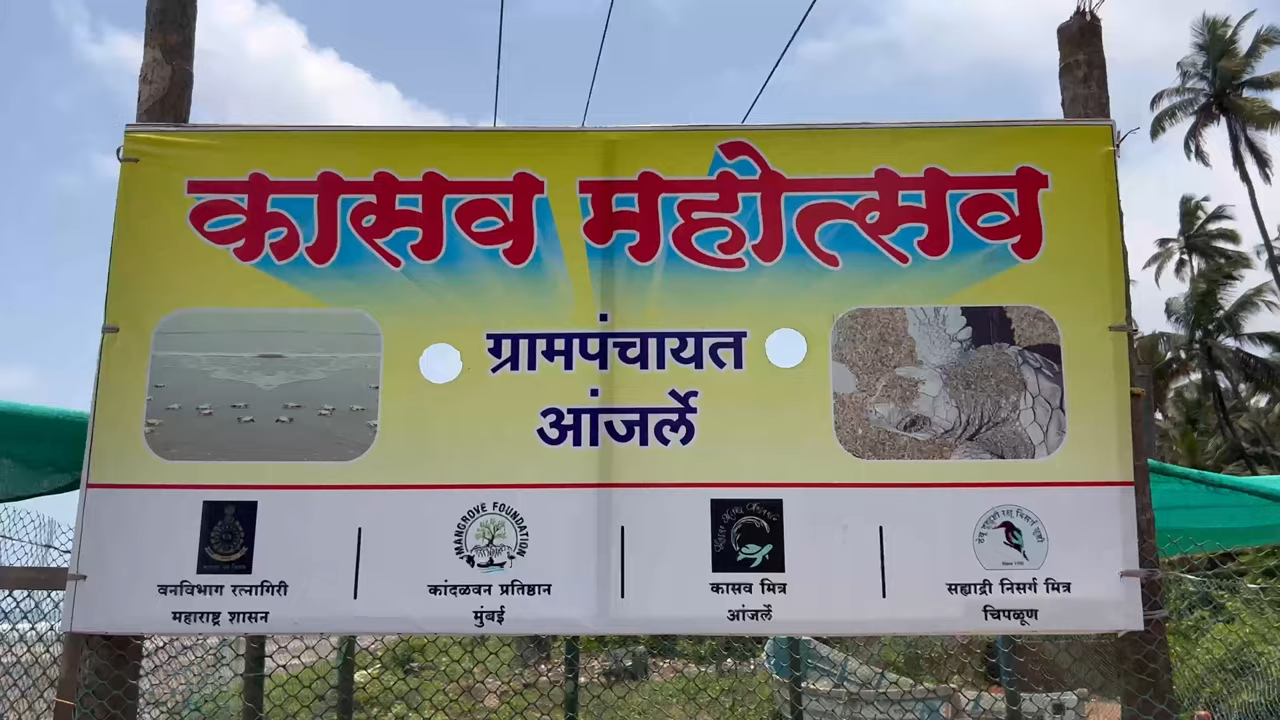 कासव महोत्सव
ग्रामपंचायत
आंजर्ले
MANGROVE FOUNDATION
वनविभाग रत्नागिरी
महाराष्ट्र शासन
कांदळवन प्रतिष्ठान
मुंबई
कासव मित्र
आंजर्ले
सह्याद्री निसर्ग मित्र
चिपळूण